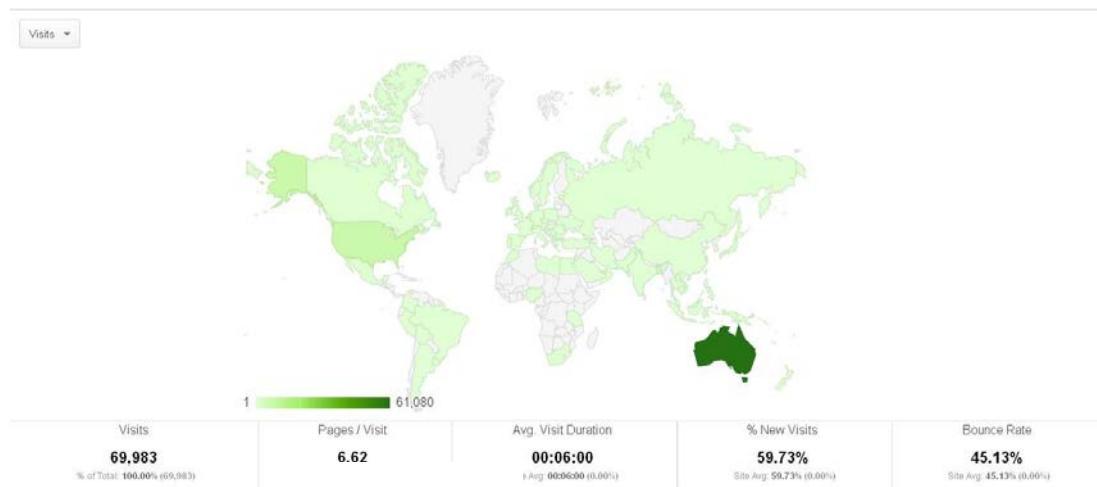 Visits
1 61,080
Visits Pages / Visit Avg. Visit Duration % New Visits Bounce Rate
69,983 6.62 00:06:00 59.73% 45.13%
% of Total: 100.00% (69,983) Avg: 00:06:00 (0.00%) Site Avg: 59.73% (0.00%) Site Avg: 45.13% (0.00%)